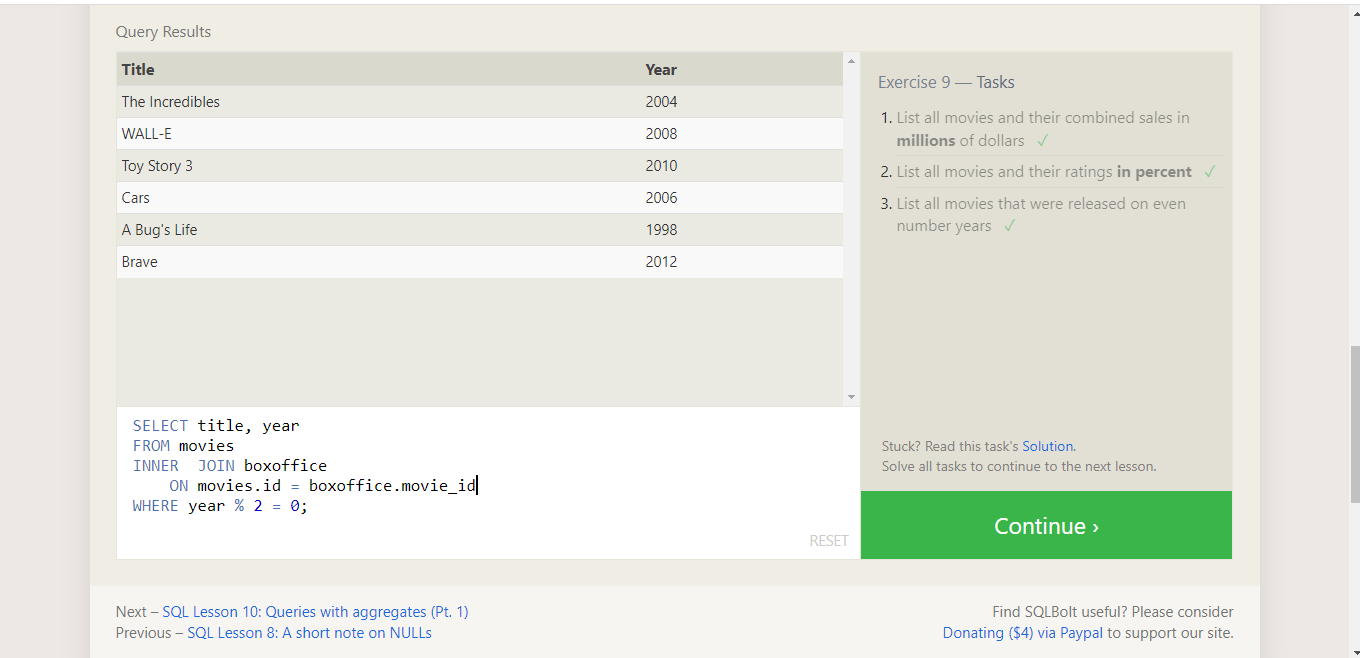 Query Results
Title Year
The Incredibles 2004
WALL-E 2008
Toy Story 3 2010
Cars 2006
A Bug's Life 1998
Brave 2012
SELECT title, year
FROM movies
INNER  JOIN boxoffice
    ON movies.id = boxoffice.movie_id
WHERE year % 2 = 0;
RESET
Exercise 9 — Tasks
1. List all movies and their combined sales in
millions of dollars ✓
2. List all movies and their ratings in percent ✓
3. List all movies that were released on even
number years ✓
Stuck? Read this task's Solution.
Solve all tasks to continue to the next lesson.
Continue ›
Next – SQL Lesson 10: Queries with aggregates (Pt. 1)
Previous – SQL Lesson 8: A short note on NULLs
Find SQLBolt useful? Please consider
Donating ($4) via Paypal to support our site.